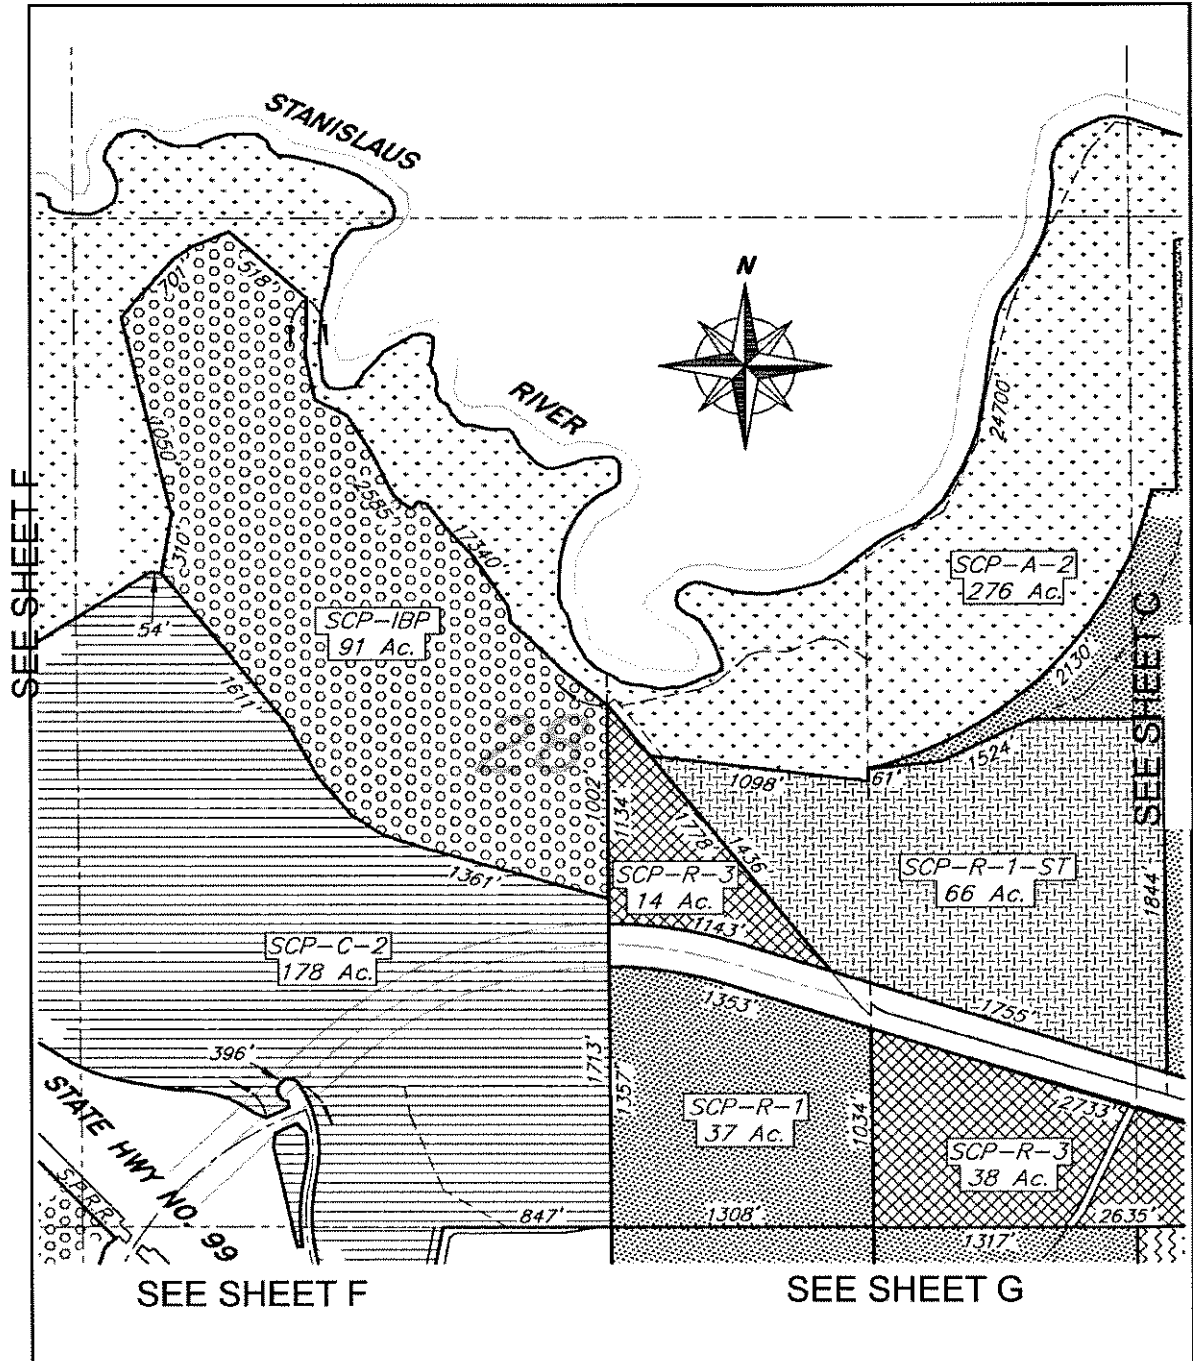 STANISLAUS
RIVER
N
701'
518'
1050'
310'
54'
2585'
17340'
24700'
SEE SHEET F
SCP-IBP
91 Ac.
SCP-A-2
276 Ac.
SEE SHEET C
1611'
28
2130'
1524'
1098'
61'
1002'
1134'
1778'
1436'
1361'
SCP-R-3
14 Ac.
1143'
SCP-R-1-ST
66 Ac.
1844'
SCP-C-2
178 Ac.
1353'
1755'
396'
1713'
1357'
SCP-R-1
37 Ac.
1034'
2733'
SCP-R-3
38 Ac.
STATE HWY NO. 99
S.P.R.R.
847'
1308'
2635'
1317'
SEE SHEET F
SEE SHEET G